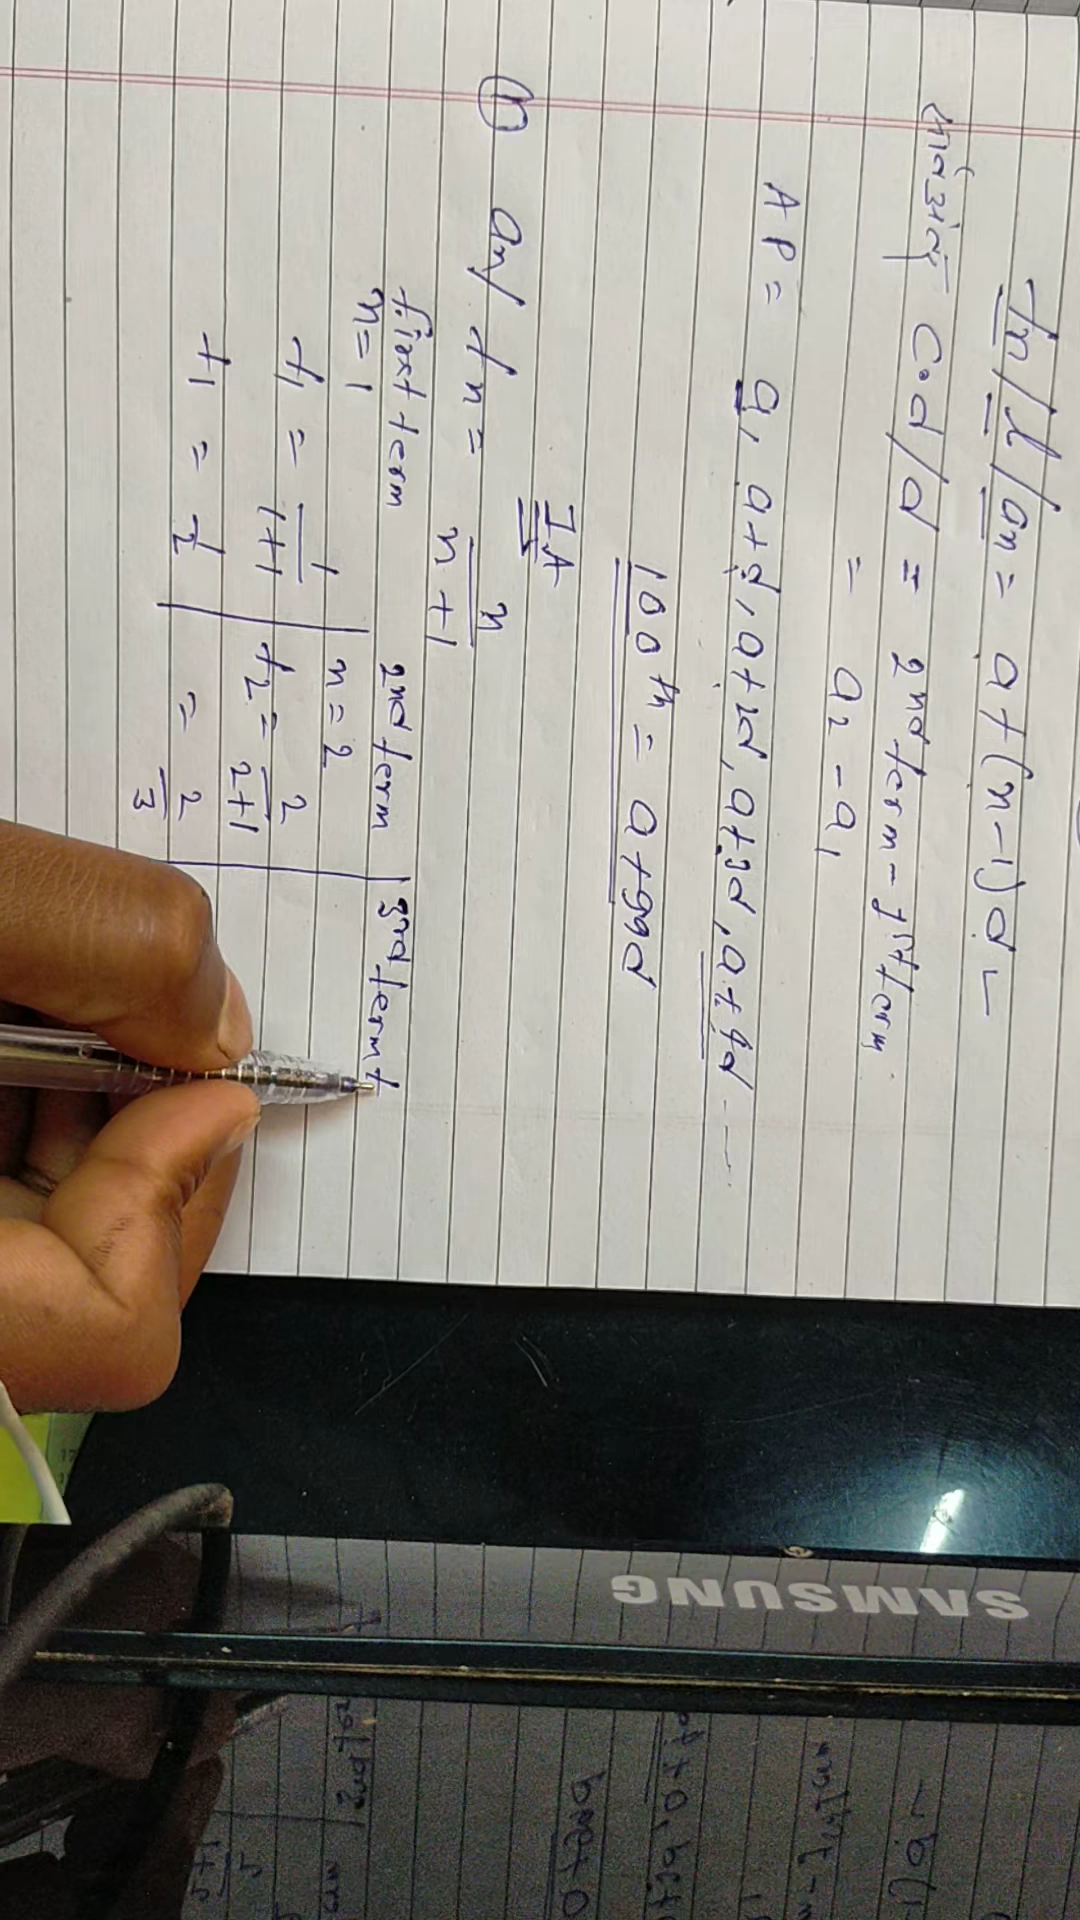 tn/l/an = a+(n-1)d
सार्वअंतर C.d/d = 2nd term - 1st term
= a2 - a1
AP = a, a+d, a+2d, a+3d, a+4d ---
100th = a+99d
IA
① an/tn = n/n+1
first term 2nd term 3rd term
n=1 n=2
t1 = 1/1+1 t2 = 2/2+1
t1 = 1/2 = 2/3
SAMSUNG